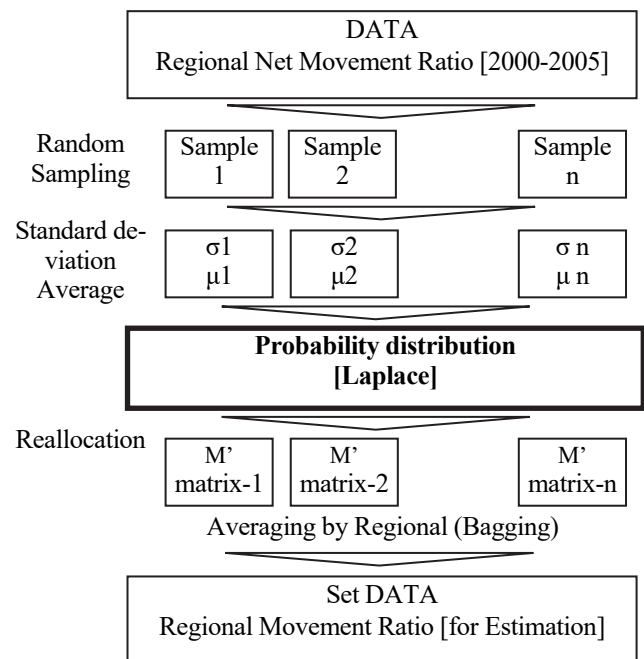 DATA
Regional Net Movement Ratio [2000-2005]
Random
Sampling
Sample
1
Sample
2
Sample
n
Standard de-
viation
Average
σ1
μ1
σ2
μ2
σ n
μ n
Probability distribution
[Laplace]
Reallocation
M’
matrix-1
M’
matrix-2
M’
matrix-n
Averaging by Regional (Bagging)
Set DATA
Regional Movement Ratio [for Estimation]